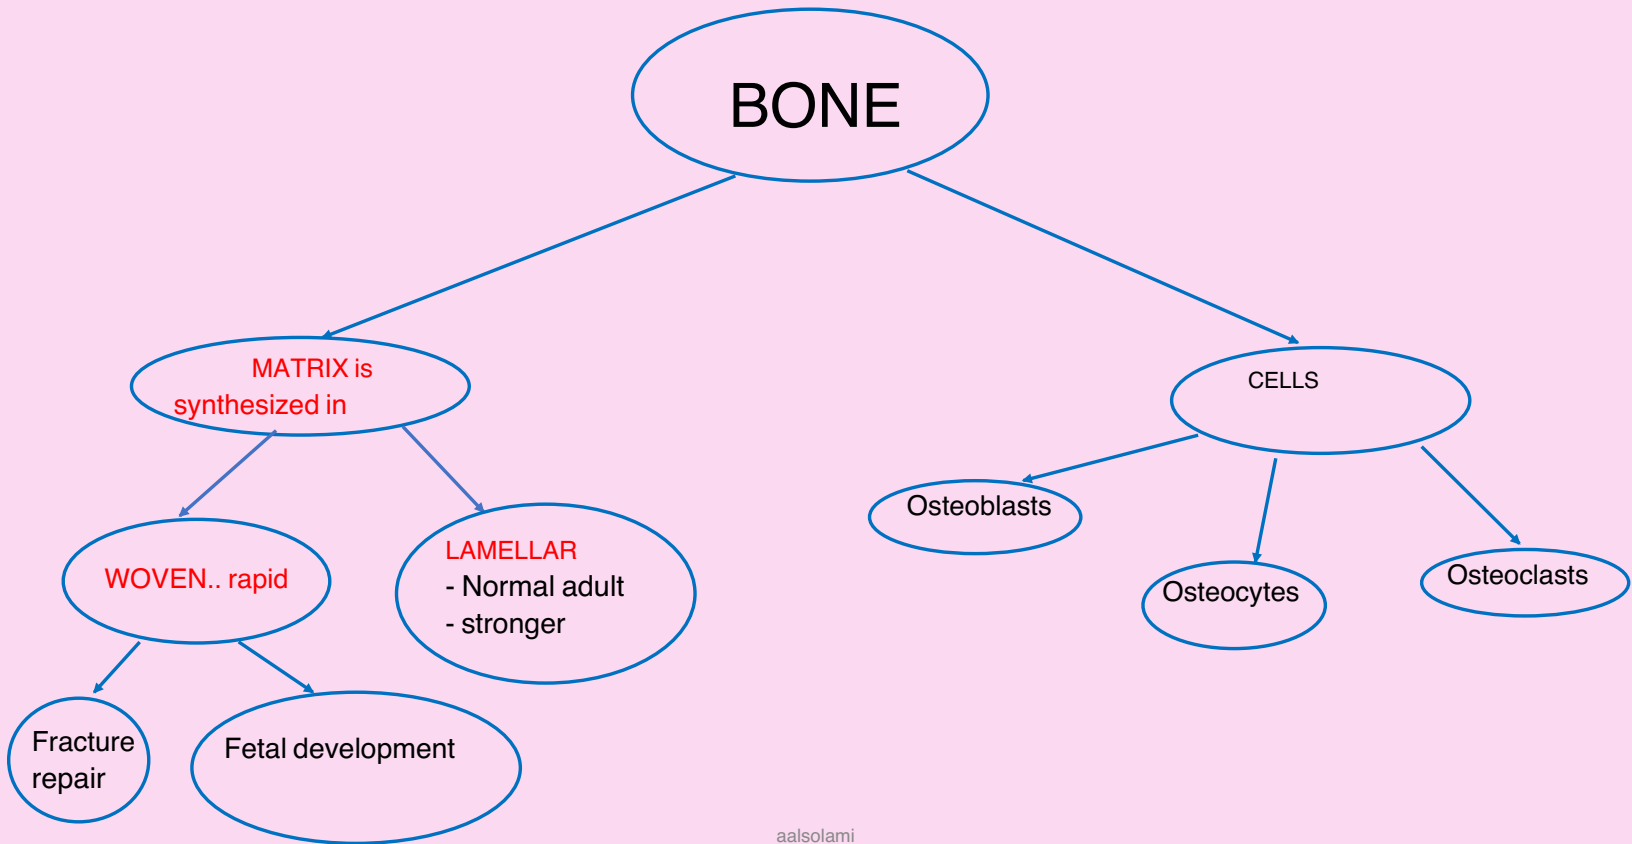 BONE
MATRIX is
synthesized in
CELLS
Osteoblasts
Osteocytes
Osteoclasts
WOVEN.. rapid
LAMELLAR
- Normal adult
- stronger
Fracture
repair
Fetal development
aalsolami